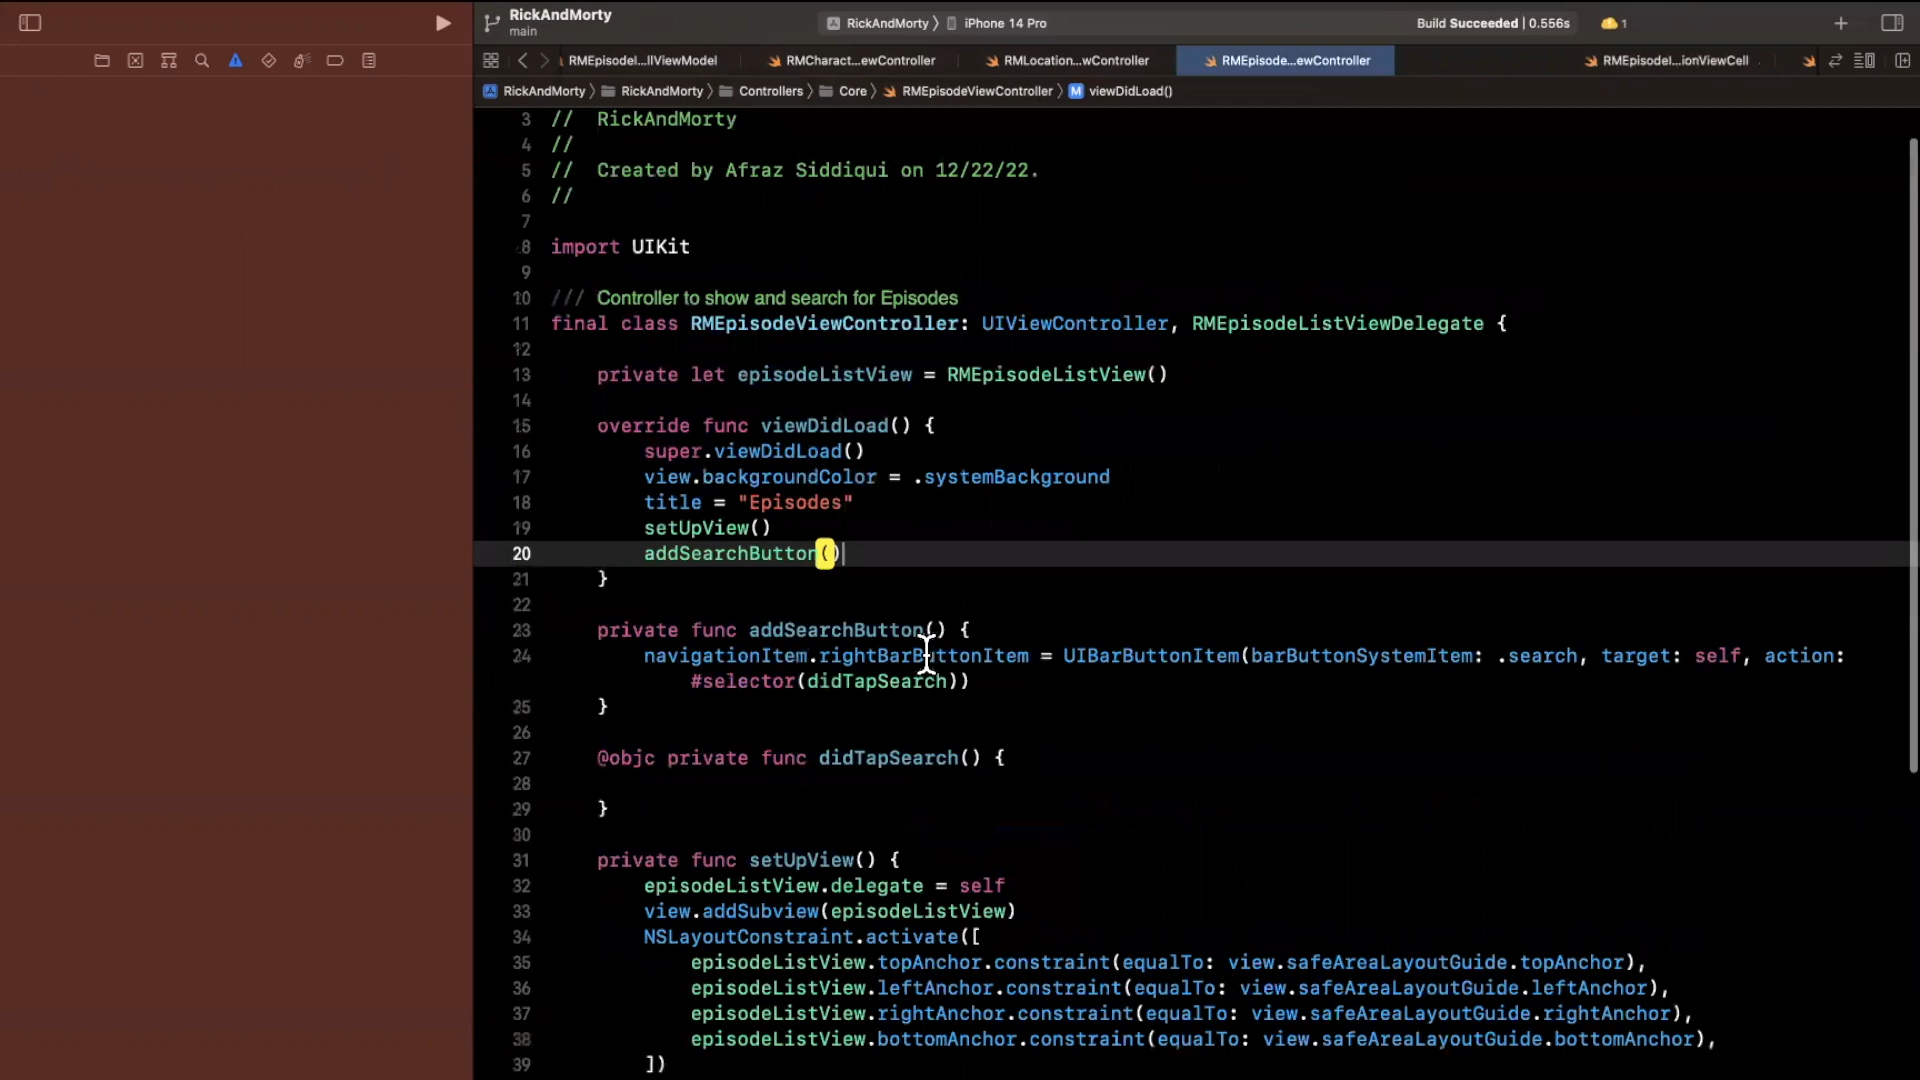 RickAndMorty
main
RickAndMorty 〉 iPhone 14 Pro
Build Succeeded | 0.556s
1
RMEpisodel...llViewModel
RMCharact...ewController
RMLocation...wController
RMEpisode...ewController
RMEpisodel...ionViewCell
RickAndMorty 〉 RickAndMorty 〉 Controllers 〉 Core 〉 RMEpisodeViewController 〉 M viewDidLoad()
3 // RickAndMorty
4 //
5 // Created by Afraz Siddiqui on 12/22/22.
6 //
7
8 import UIKit
9
10 /// Controller to show and search for Episodes
11 final class RMEpisodeViewController: UIViewController, RMEpisodeListViewDelegate {
12
13 private let episodeListView = RMEpisodeListView()
14
15 override func viewDidLoad() {
16 super.viewDidLoad()
17 view.backgroundColor = .systemBackground
18 title = "Episodes"
19 setUpView()
20 addSearchButton()
21 }
22
23 private func addSearchButton() {
24 navigationItem.rightBarButtonItem = UIBarButtonItem(barButtonSystemItem: .search, target: self, action:
#selector(didTapSearch))
25 }
26
27 @objc private func didTapSearch() {
28
29 }
30
31 private func setUpView() {
32 episodeListView.delegate = self
33 view.addSubview(episodeListView)
34 NSLayoutConstraint.activate([
35 episodeListView.topAnchor.constraint(equalTo: view.safeAreaLayoutGuide.topAnchor),
36 episodeListView.leftAnchor.constraint(equalTo: view.safeAreaLayoutGuide.leftAnchor),
37 episodeListView.rightAnchor.constraint(equalTo: view.safeAreaLayoutGuide.rightAnchor),
38 episodeListView.bottomAnchor.constraint(equalTo: view.safeAreaLayoutGuide.bottomAnchor),
39 ])